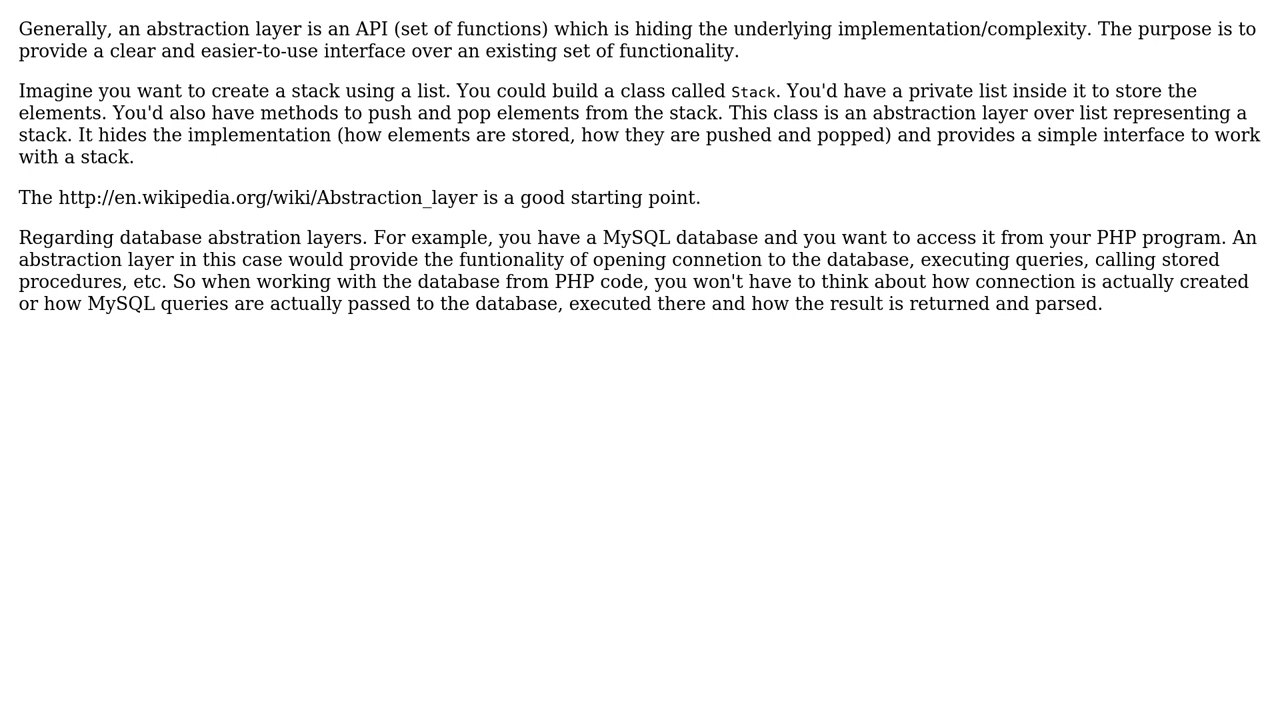 Generally, an abstraction layer is an API (set of functions) which is hiding the underlying implementation/complexity. The purpose is to
provide a clear and easier-to-use interface over an existing set of functionality.
Imagine you want to create a stack using a list. You could build a class called Stack. You'd have a private list inside it to store the
elements. You'd also have methods to push and pop elements from the stack. This class is an abstraction layer over list representing a
stack. It hides the implementation (how elements are stored, how they are pushed and popped) and provides a simple interface to work
with a stack.
The http://en.wikipedia.org/wiki/Abstraction_layer is a good starting point.
Regarding database abstration layers. For example, you have a MySQL database and you want to access it from your PHP program. An
abstraction layer in this case would provide the funtionality of opening connetion to the database, executing queries, calling stored
procedures, etc. So when working with the database from PHP code, you won't have to think about how connection is actually created
or how MySQL queries are actually passed to the database, executed there and how the result is returned and parsed.